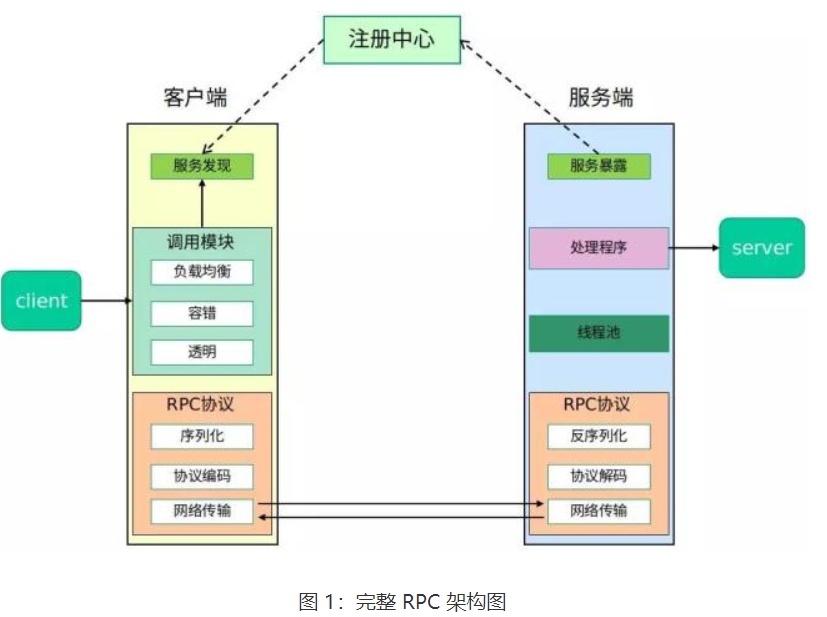 注册中心
客户端
服务端
服务发现
服务暴露
调用模块
负载均衡
容错
透明
client
处理程序
server
线程池
RPC协议
序列化
协议编码
网络传输
RPC协议
反序列化
协议解码
网络传输
图 1：完整 RPC 架构图